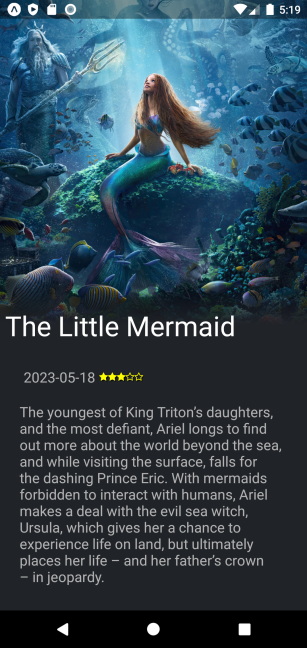 5:19
The Little Mermaid
2023-05-18
The youngest of King Triton’s daughters,
and the most defiant, Ariel longs to find
out more about the world beyond the sea,
and while visiting the surface, falls for
the dashing Prince Eric. With mermaids
forbidden to interact with humans, Ariel
makes a deal with the evil sea witch,
Ursula, which gives her a chance to
experience life on land, but ultimately
places her life – and her father’s crown
– in jeopardy.